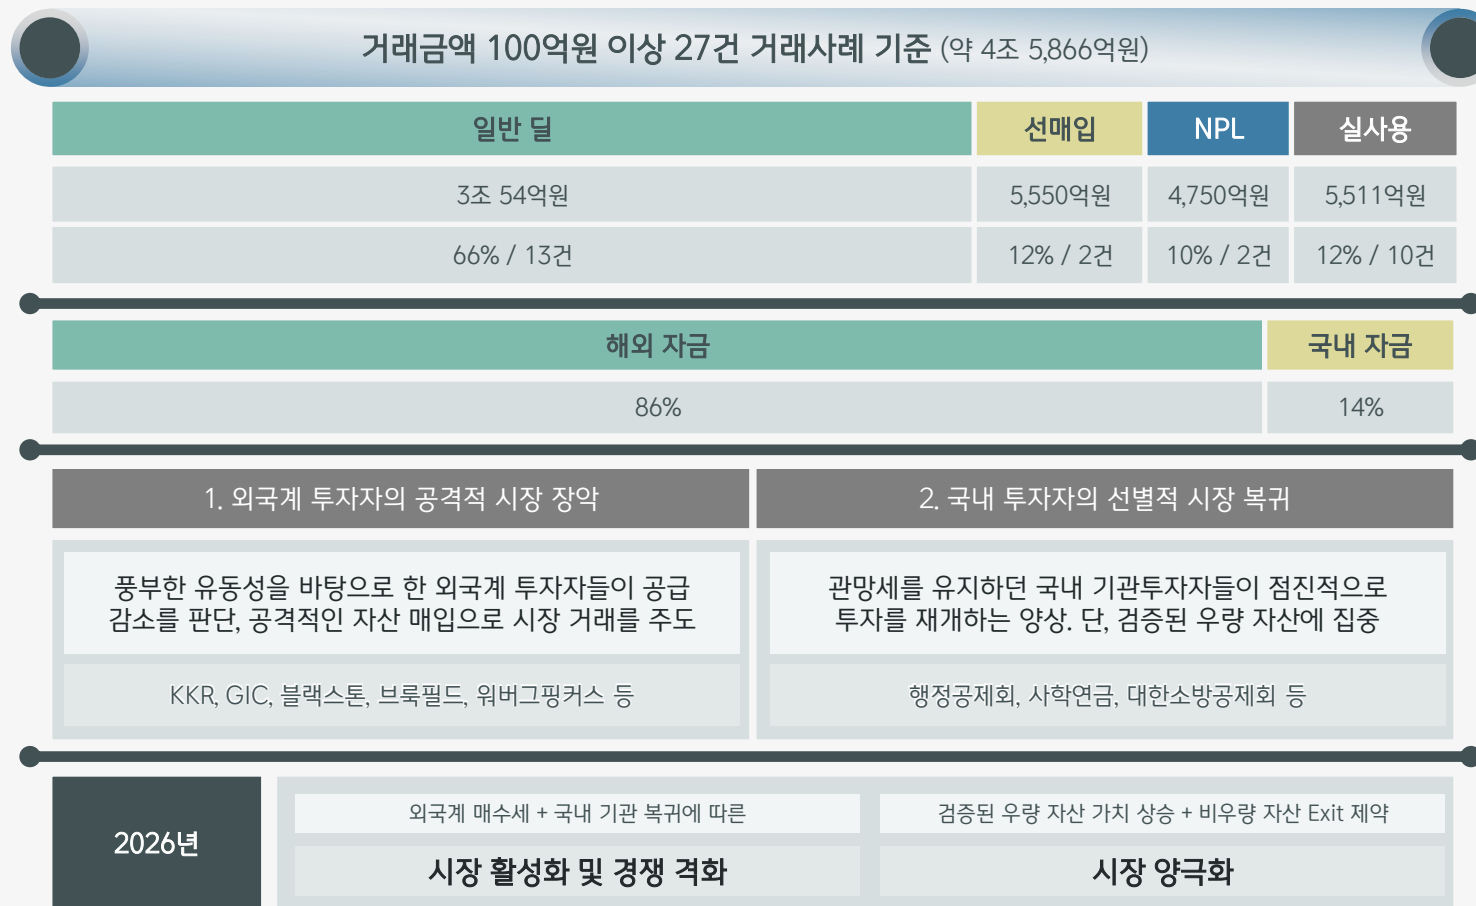 거래금액 100억원 이상 27건 거래사례 기준 (약 4조 5,866억원)
일반 딜 선매입 NPL 실사용
3조 54억원 5,550억원 4,750억원 5,511억원
66% / 13건 12% / 2건 10% / 2건 12% / 10건
해외 자금 국내 자금
86% 14%
1. 외국계 투자자의 공격적 시장 장악
풍부한 유동성을 바탕으로 한 외국계 투자자들이 공급
감소를 판단, 공격적인 자산 매입으로 시장 거래를 주도
KKR, GIC, 블랙스톤, 브룩필드, 워버그핑커스 등
2. 국내 투자자의 선별적 시장 복귀
관망세를 유지하던 국내 기관투자자들이 점진적으로
투자를 재개하는 양상. 단, 검증된 우량 자산에 집중
행정공제회, 사학연금, 대한소방공제회 등
2026년
외국계 매수세 + 국내 기관 복귀에 따른
시장 활성화 및 경쟁 격화
검증된 우량 자산 가치 상승 + 비우량 자산 Exit 제약
시장 양극화